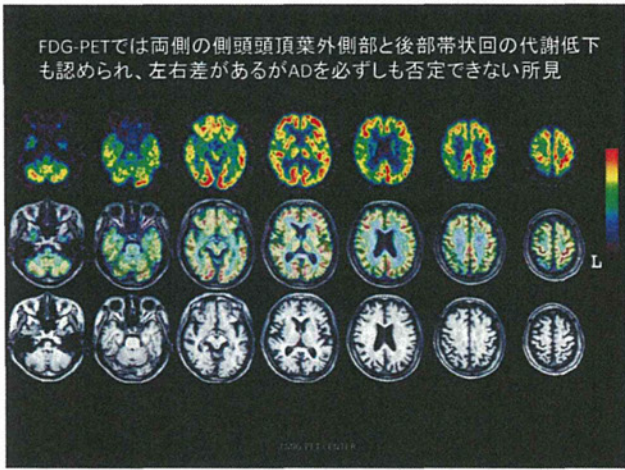 FDG-PETでは両側の側頭頭頂葉外側部と後部帯状回の代謝低下
も認められ、左右差があるがADを必ずしも否定できない所見
L
PET CENTER